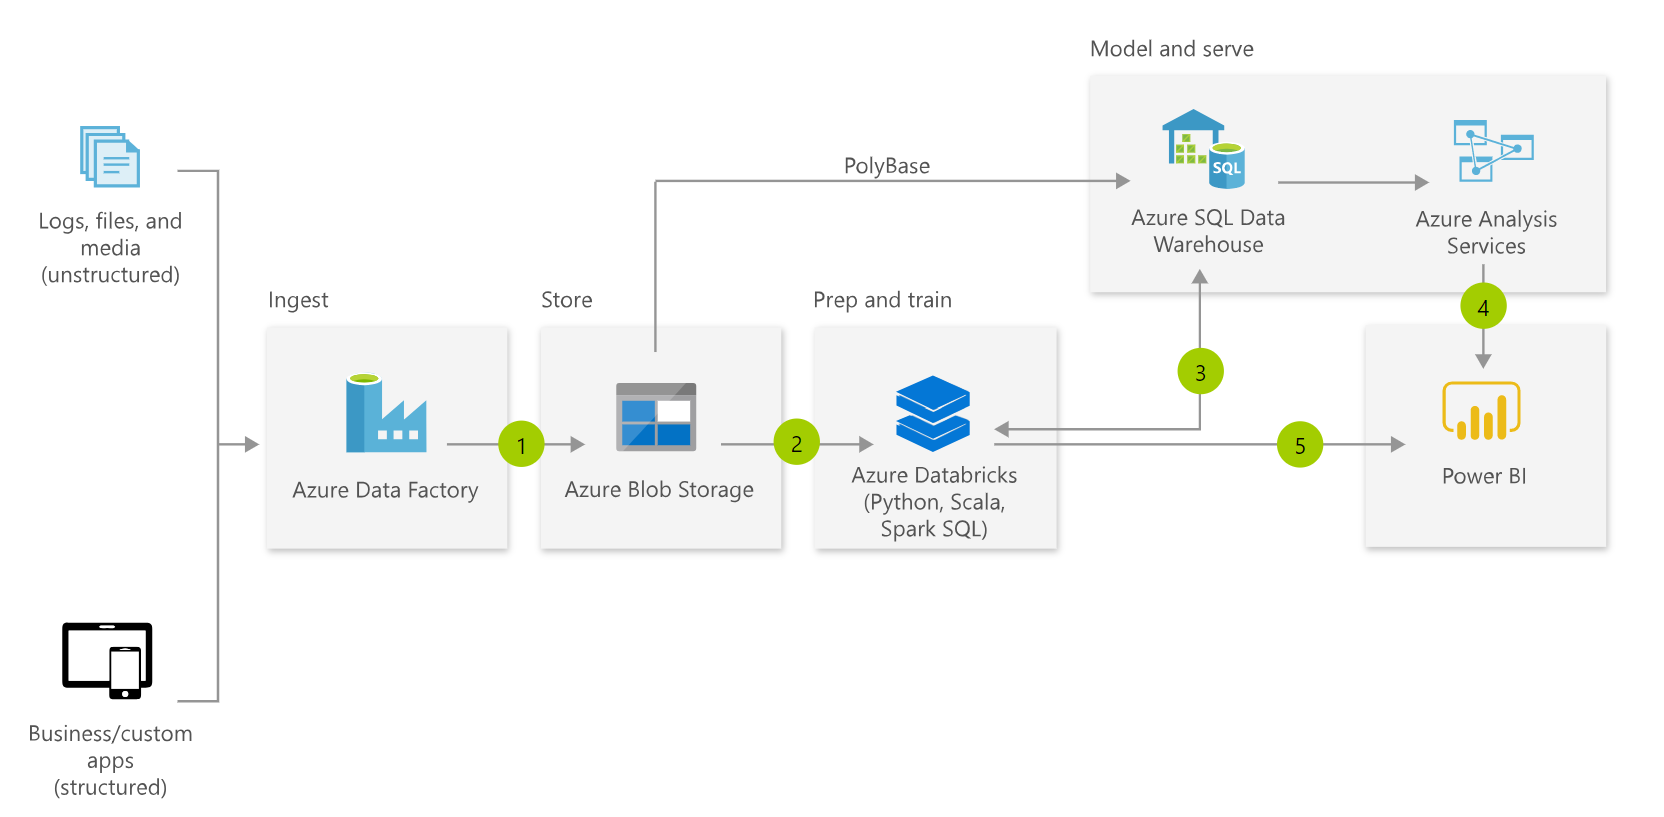 Model and serve
PolyBase
SQL
Azure SQL Data
Warehouse
Azure Analysis
Services
Logs, files, and
media
(unstructured)
Ingest
Store
Prep and train
4
3
1
2
5
Azure Data Factory
Azure Blob Storage
Azure Databricks
(Python, Scala,
Spark SQL)
Power BI
Business/custom
apps
(structured)